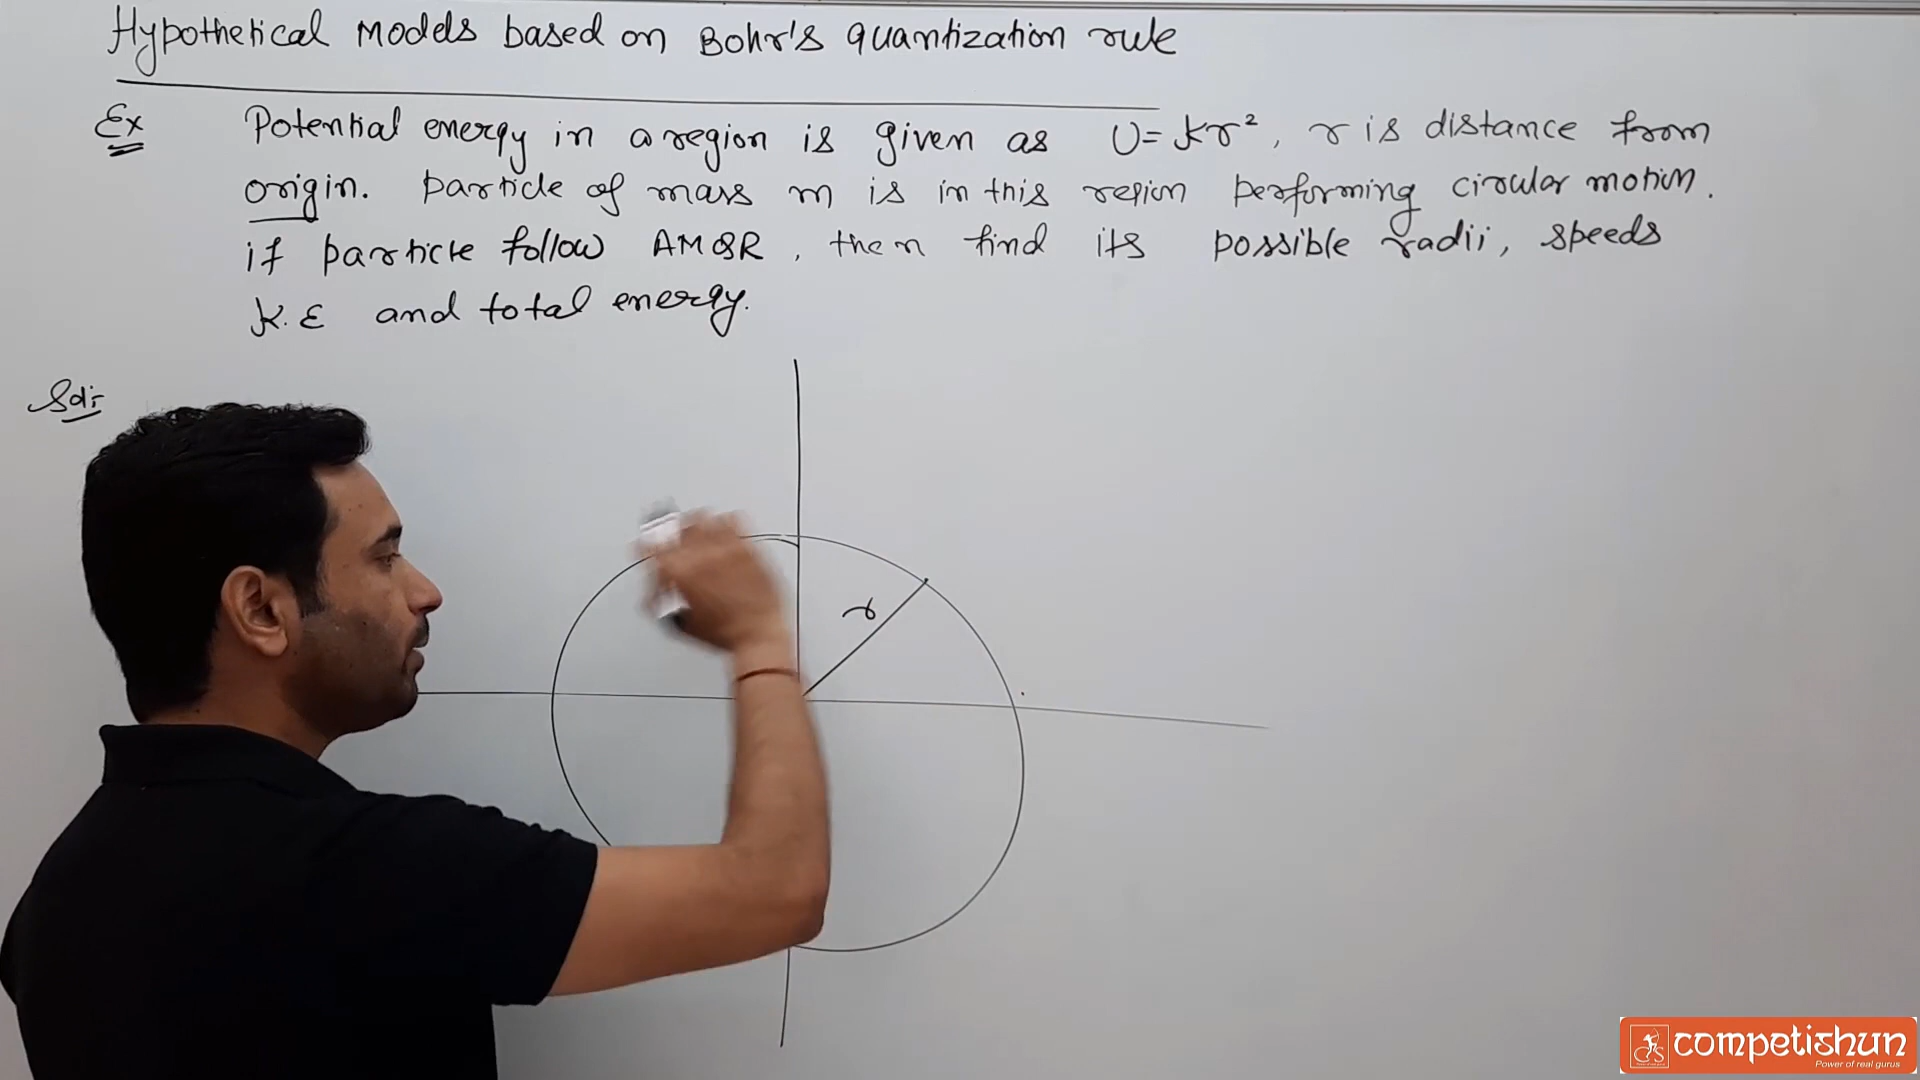 Hypothetical Models based on Bohr's quantization rule
Ex Potential energy in a region is given as U= Kr², r is distance from
origin. particle of mass m is in this region performing circular motion.
if particle follow AMQR, then find its possible radii, speeds
K.E and total energy.
Sol:-
r
competishun
Power of real gurus